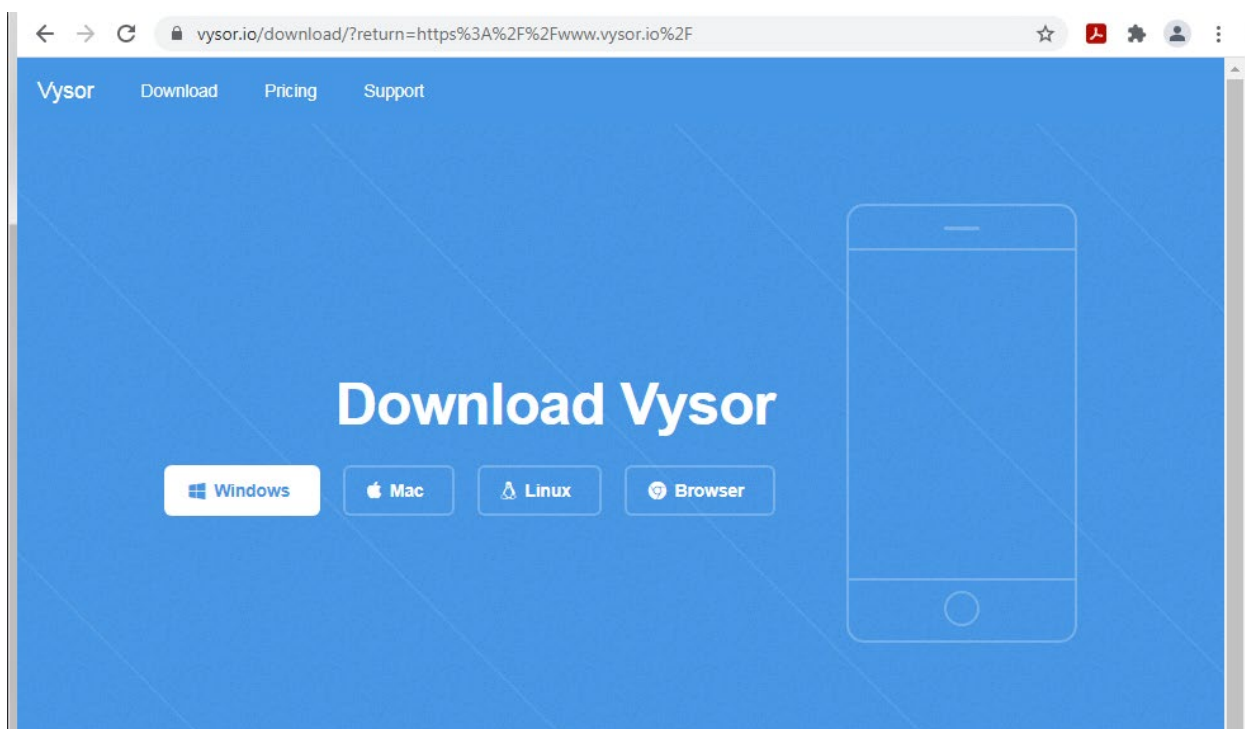 vysor.io/download/?return=https%3A%2F%2Fwww.vysor.io%2F
Vysor Download Pricing Support
Download Vysor
Windows Mac Linux Browser